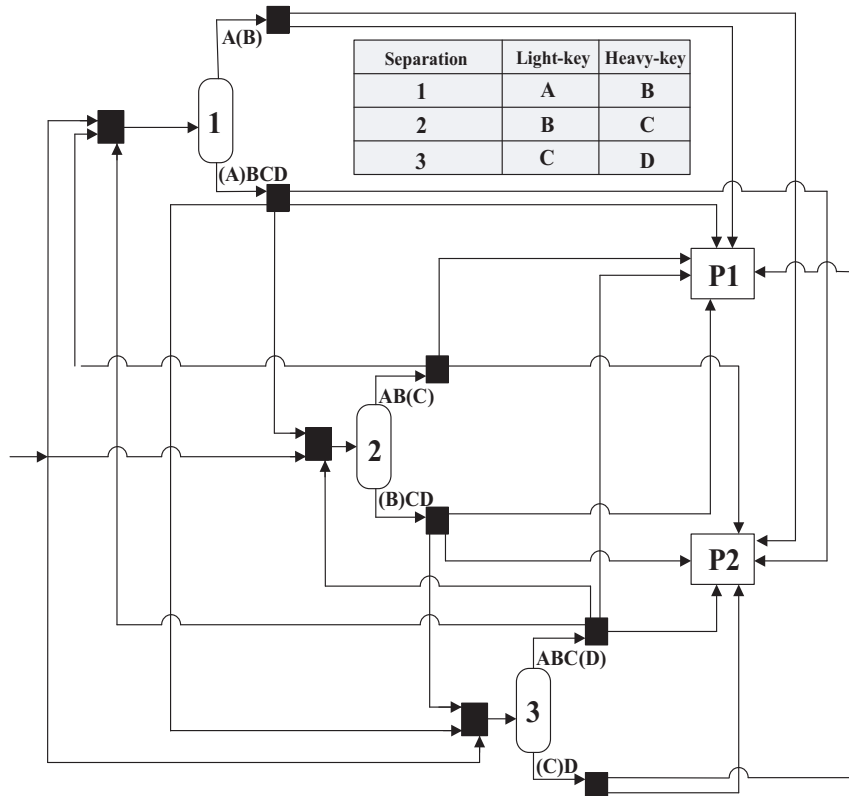 A(B)
Separation Light-key Heavy-key
1 A B
2 B C
3 C D
1
(A)BCD
P1
AB(C)
2
(B)CD
P2
ABC(D)
3
(C)D